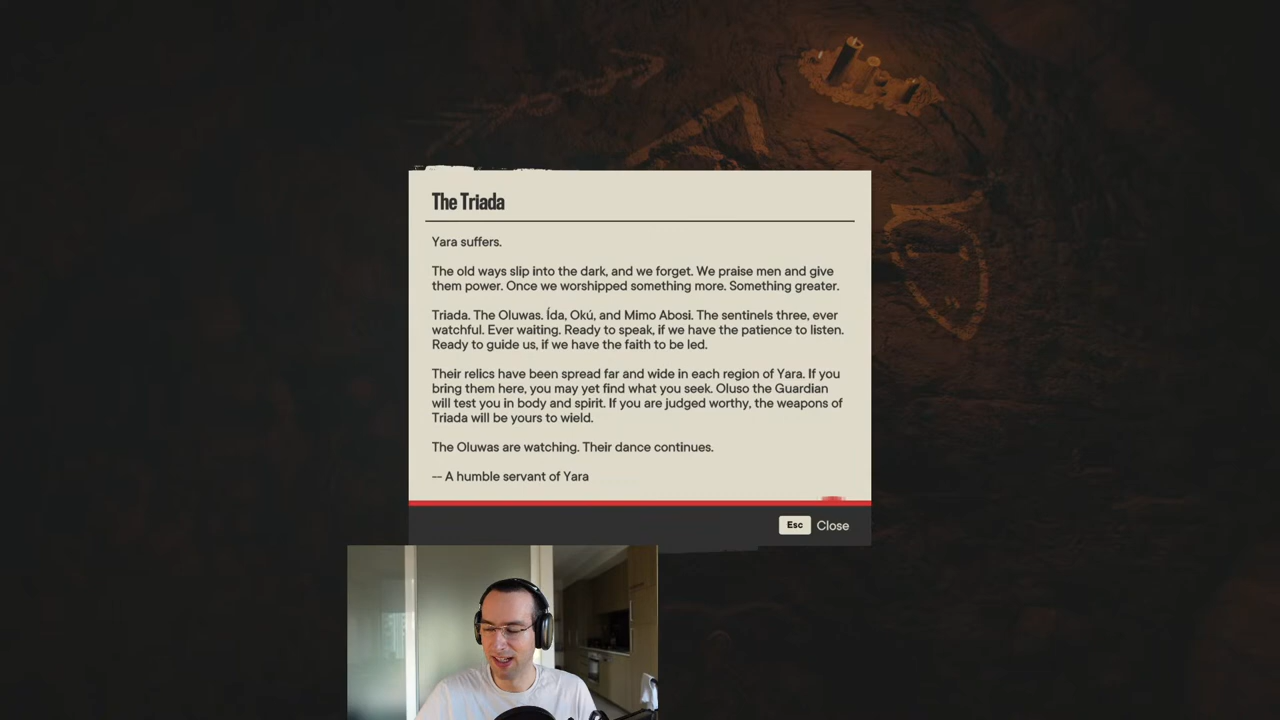 The Triada
Yara suffers.
The old ways slip into the dark, and we forget. We praise men and give
them power. Once we worshipped something more. Something greater.
Triada. The Oluwas. Ída, Okú, and Mimo Abosi. The sentinels three, ever
watchful. Ever waiting. Ready to speak, if we have the patience to listen.
Ready to guide us, if we have the faith to be led.
Their relics have been spread far and wide in each region of Yara. If you
bring them here, you may yet find what you seek. Oluso the Guardian
will test you in body and spirit. If you are judged worthy, the weapons of
Triada will be yours to wield.
The Oluwas are watching. Their dance continues.
-- A humble servant of Yara
Esc Close